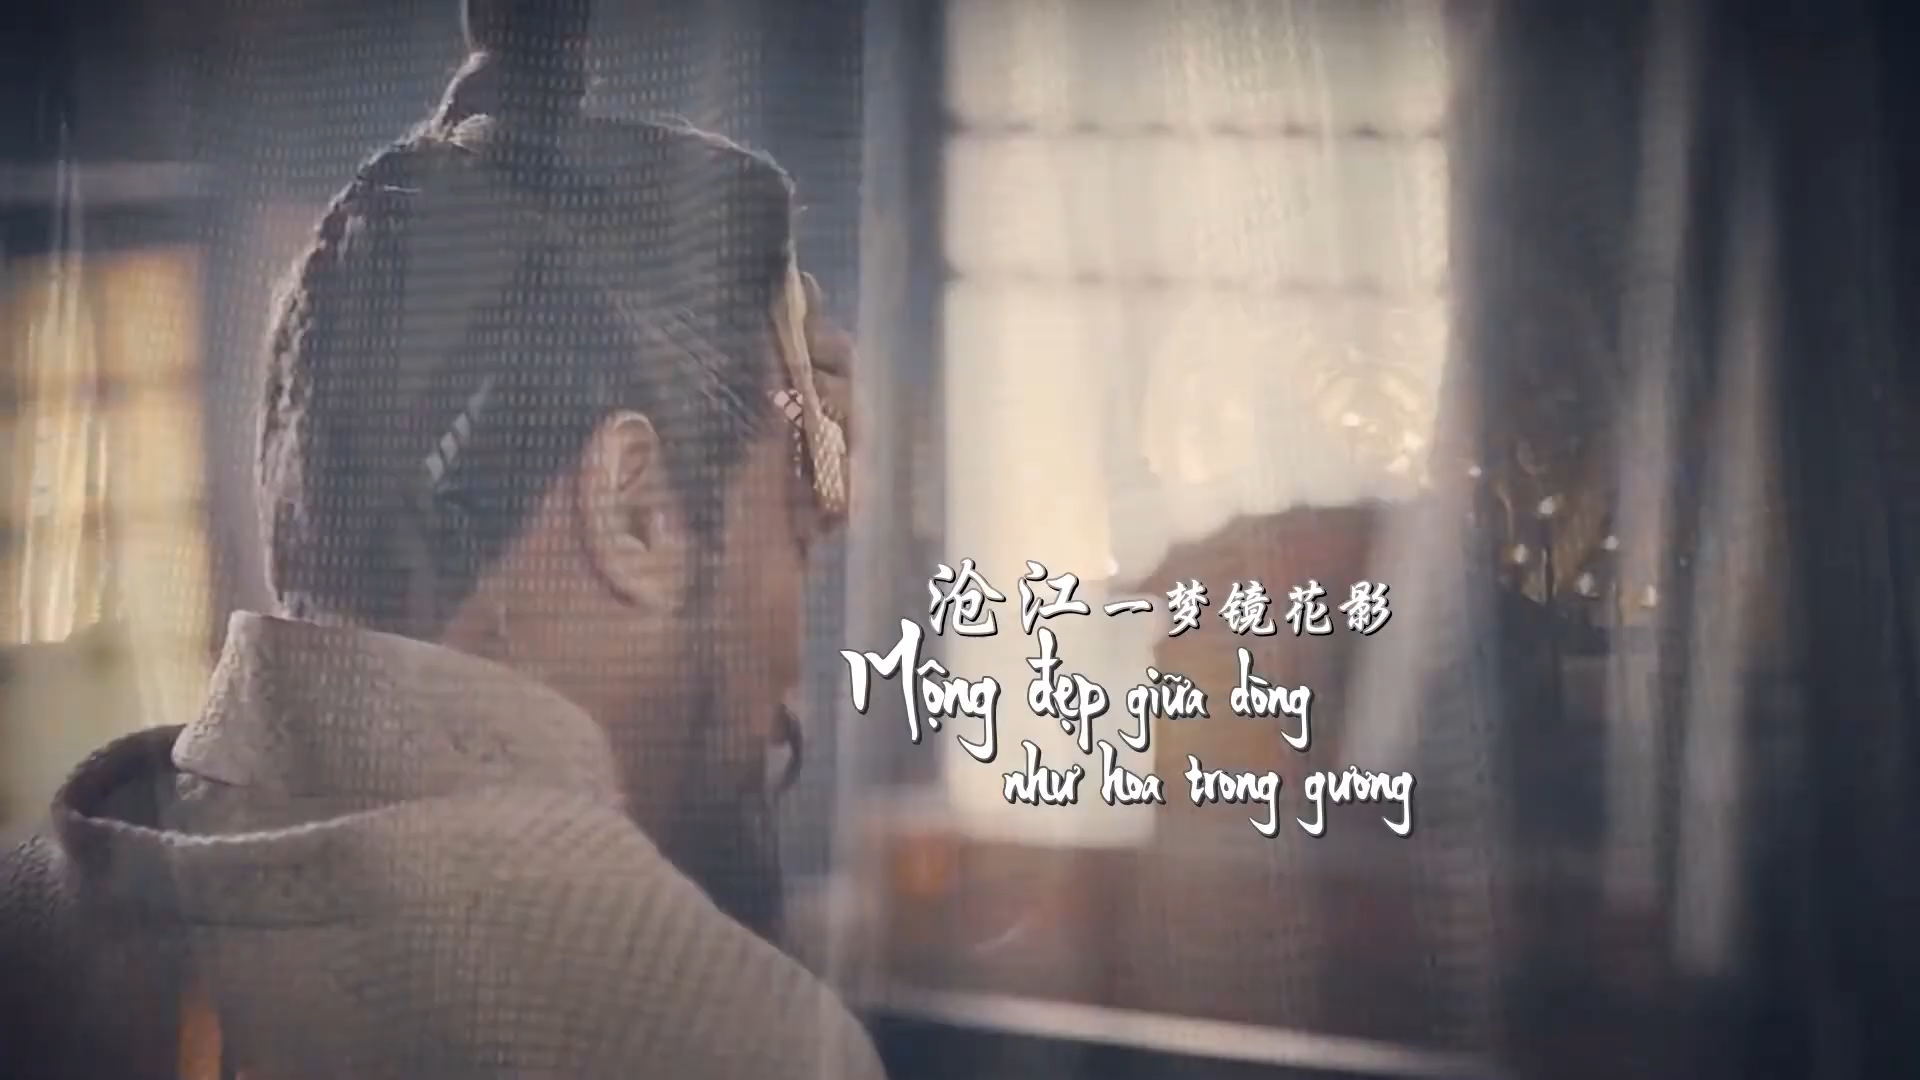 沧江一梦镜花影
Mộng đẹp giữa dòng
như hoa trong gương